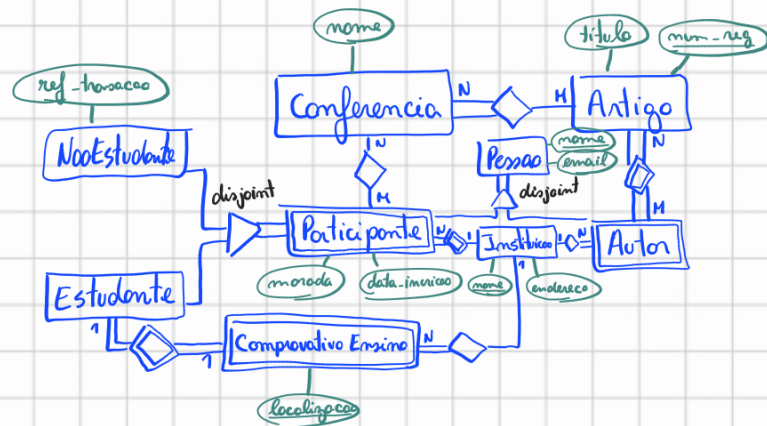 nome
titulo
num_reg
ref_transacao
Conferencia
N
M
Artigo
NaoEstudante
N
Pessoa
nome
email
N
disjoint
disjoint
M
M
Participante
N
1
Instituicao
1
N
Autor
morada
data_inscricao
nome
endereco
Estudante
1
1
1
Comprovativo Ensino
N
localizacao